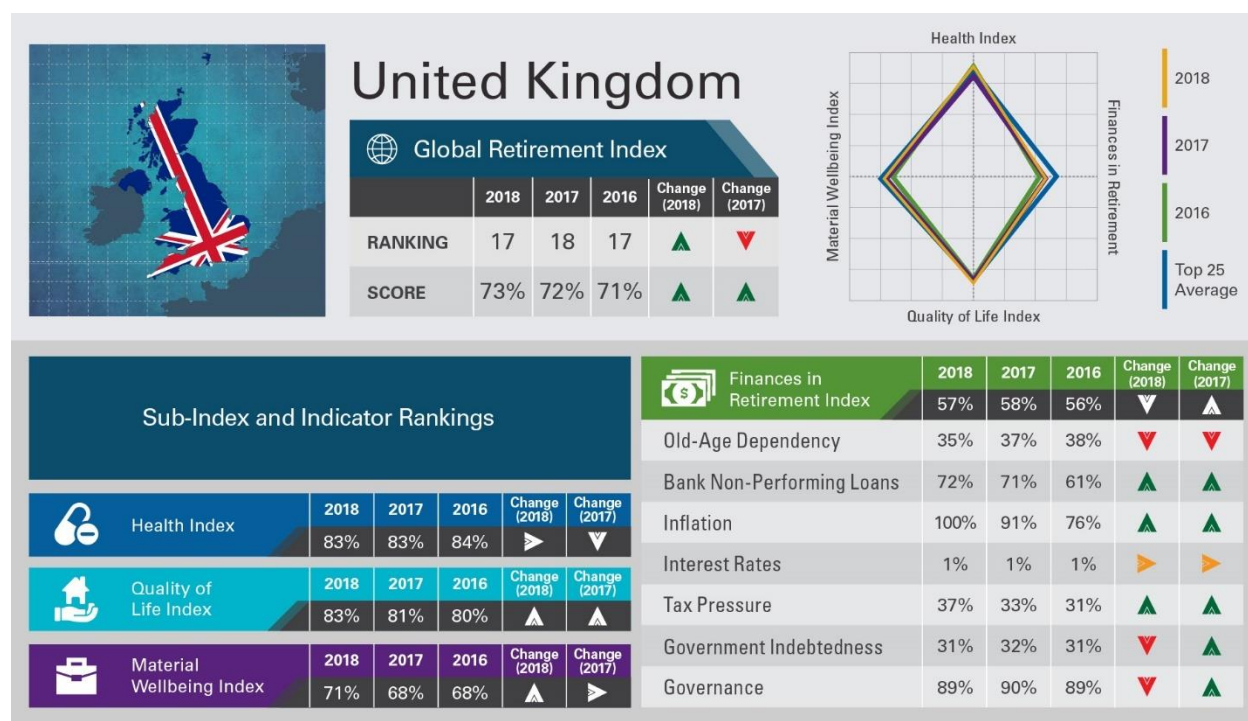 United Kingdom
Global Retirement Index
2018 2017 2016 Change (2018) Change (2017)
RANKING 17 18 17
SCORE 73% 72% 71%
Health Index
Material Wellbeing Index
Finances in Retirement
Quality of Life Index
2018
2017
2016
Top 25
Average
Sub-Index and Indicator Rankings
Health Index
2018 2017 2016 Change (2018) Change (2017)
83% 83% 84%
Quality of
Life Index
2018 2017 2016 Change (2018) Change (2017)
83% 81% 80%
Material
Wellbeing Index
2018 2017 2016 Change (2018) Change (2017)
71% 68% 68%
Finances in
Retirement Index
2018 2017 2016 Change (2018) Change (2017)
57% 58% 56%
Old-Age Dependency 35% 37% 38%
Bank Non-Performing Loans 72% 71% 61%
Inflation 100% 91% 76%
Interest Rates 1% 1% 1%
Tax Pressure 37% 33% 31%
Government Indebtedness 31% 32% 31%
Governance 89% 90% 89%